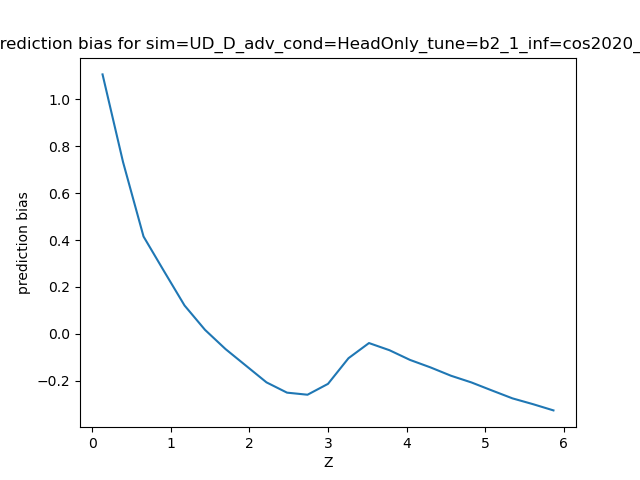 rediction bias for sim=UD_D_adv_cond=HeadOnly_tune=b2_1_inf=cos2020_
1.0
0.8
0.6
0.4
0.2
0.0
−0.2
prediction bias
0 1 2 3 4 5 6
Z